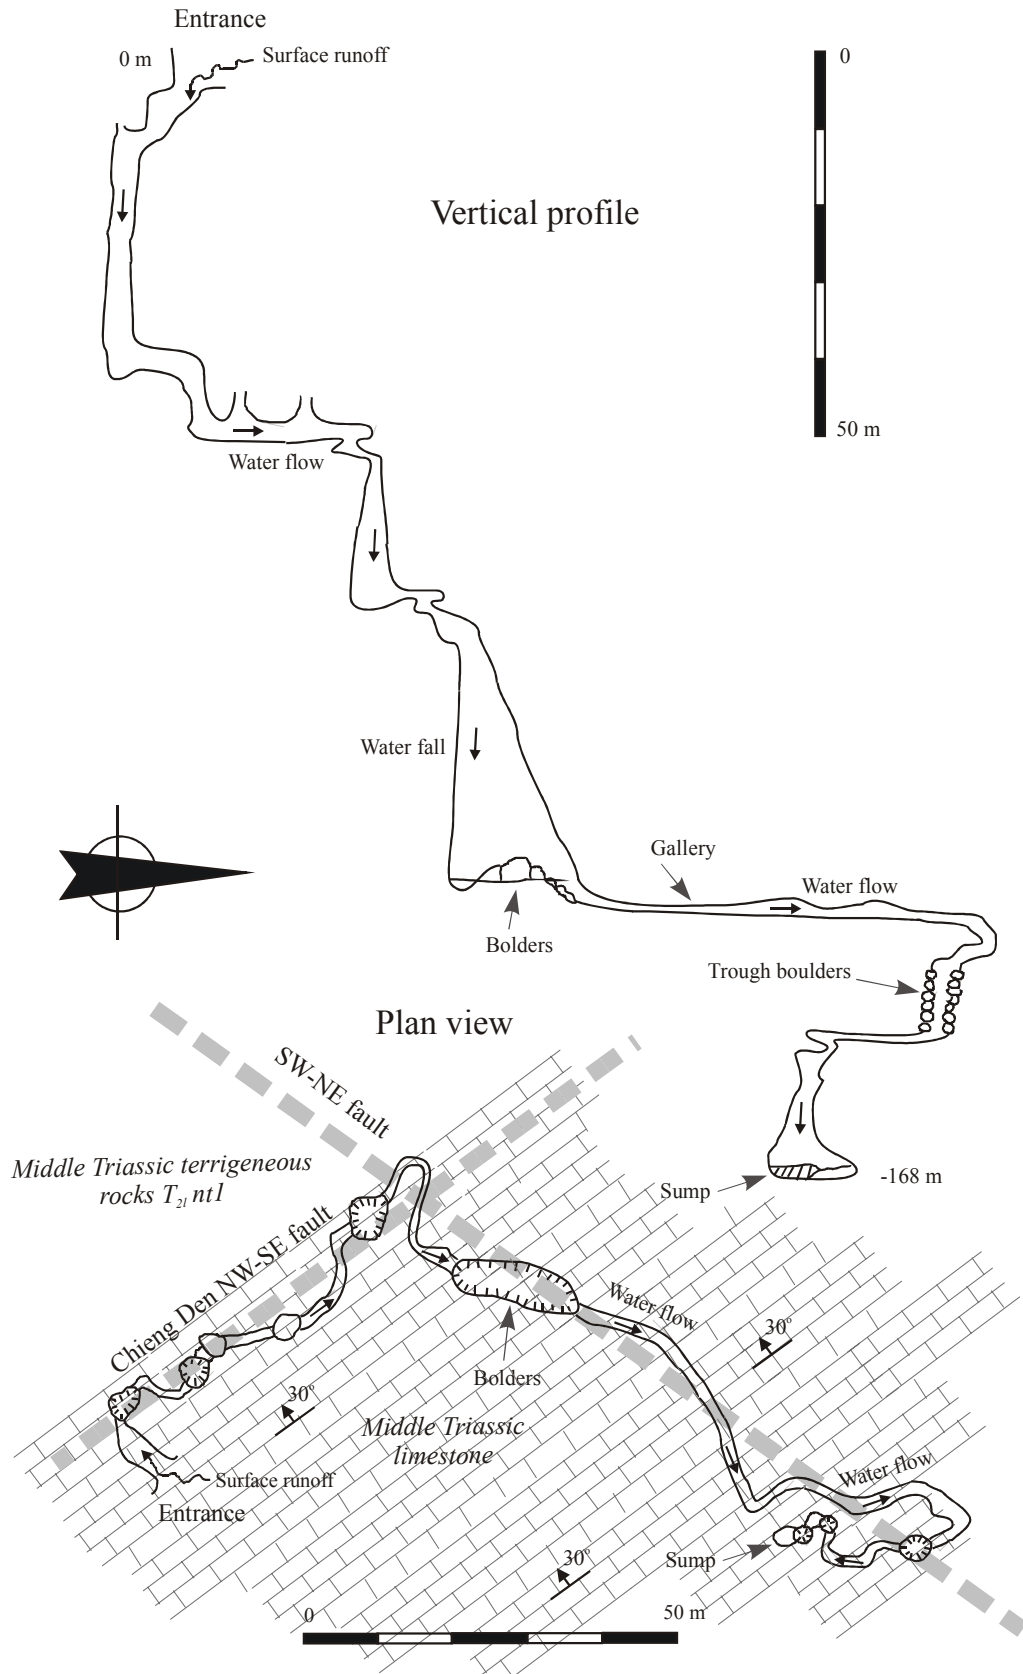 Entrance
0 m
Surface runoff
0
Vertical profile
50 m
Water flow
Water fall
Gallery
Water flow
Bolders
Trough boulders
Plan view
SW-NE fault
Middle Triassic terrigeneous
rocks T2l nt1
Sump
-168 m
Chieng Den NW-SE fault
Water flow
30°
Bolders
30°
Middle Triassic
limestone
Water flow
Surface runoff
Entrance
Sump
30°
0
50 m